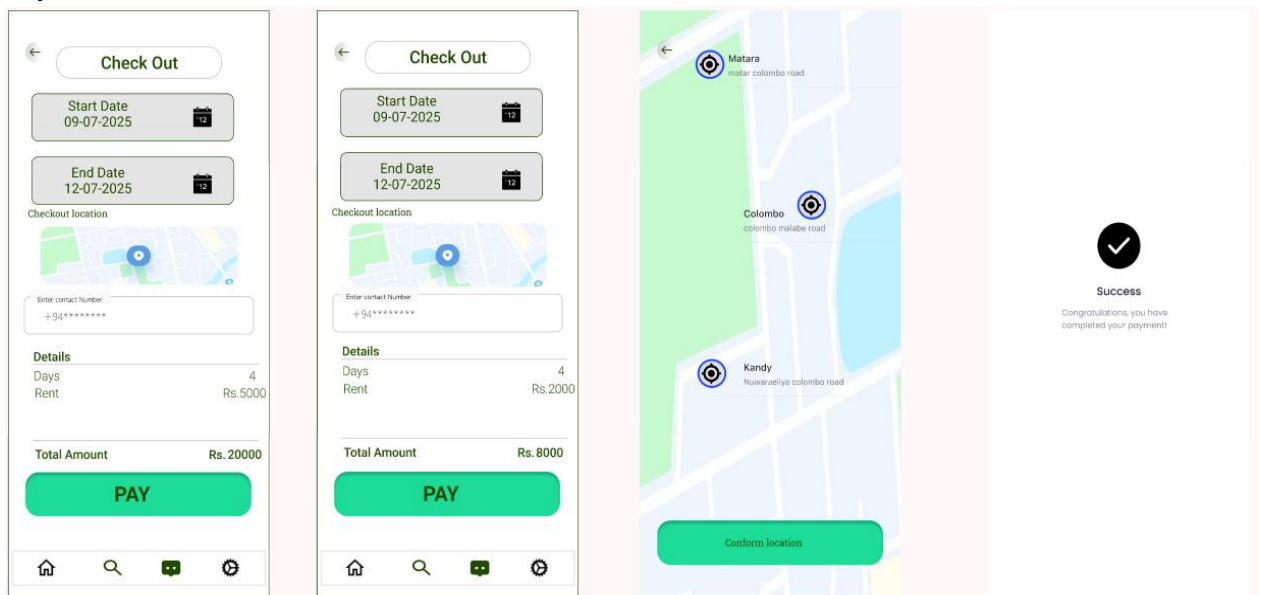 Check Out
Start Date
09-07-2025
'12
End Date
12-07-2025
'12
Checkout location
Enter contact Number
+94********
Details
Days 4
Rent Rs.5000
Total Amount Rs. 20000
PAY
Check Out
Start Date
09-07-2025
'12
End Date
12-07-2025
'12
Checkout location
Enter contact Number
+94********
Details
Days 4
Rent Rs.2000
Total Amount Rs. 8000
PAY
Matara
matar colombo road
Colombo
colombo malabe road
Kandy
Nuwaraeliya colombo road
Conform location
Success
Congratulations, you have
completed your payment!